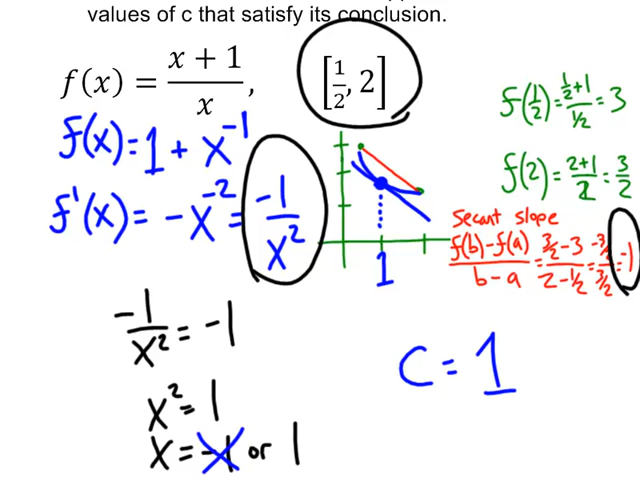 values of c that satisfy its conclusion.
f(x) = (x + 1)/x, [1/2, 2]
f(x) = 1 + x^-1
f'(x) = -x^-2 = -1/x^2
f(1/2) = (1/2+1)/(1/2) = 3
f(2) = (2+1)/2 = 3/2
secant slope
(f(b)-f(a))/(b-a) = (3/2-3)/(2-1/2) = (-3/2)/(3/2) = -1
1
-1/x^2 = -1
x^2 = 1
x = -1 or 1
c = 1